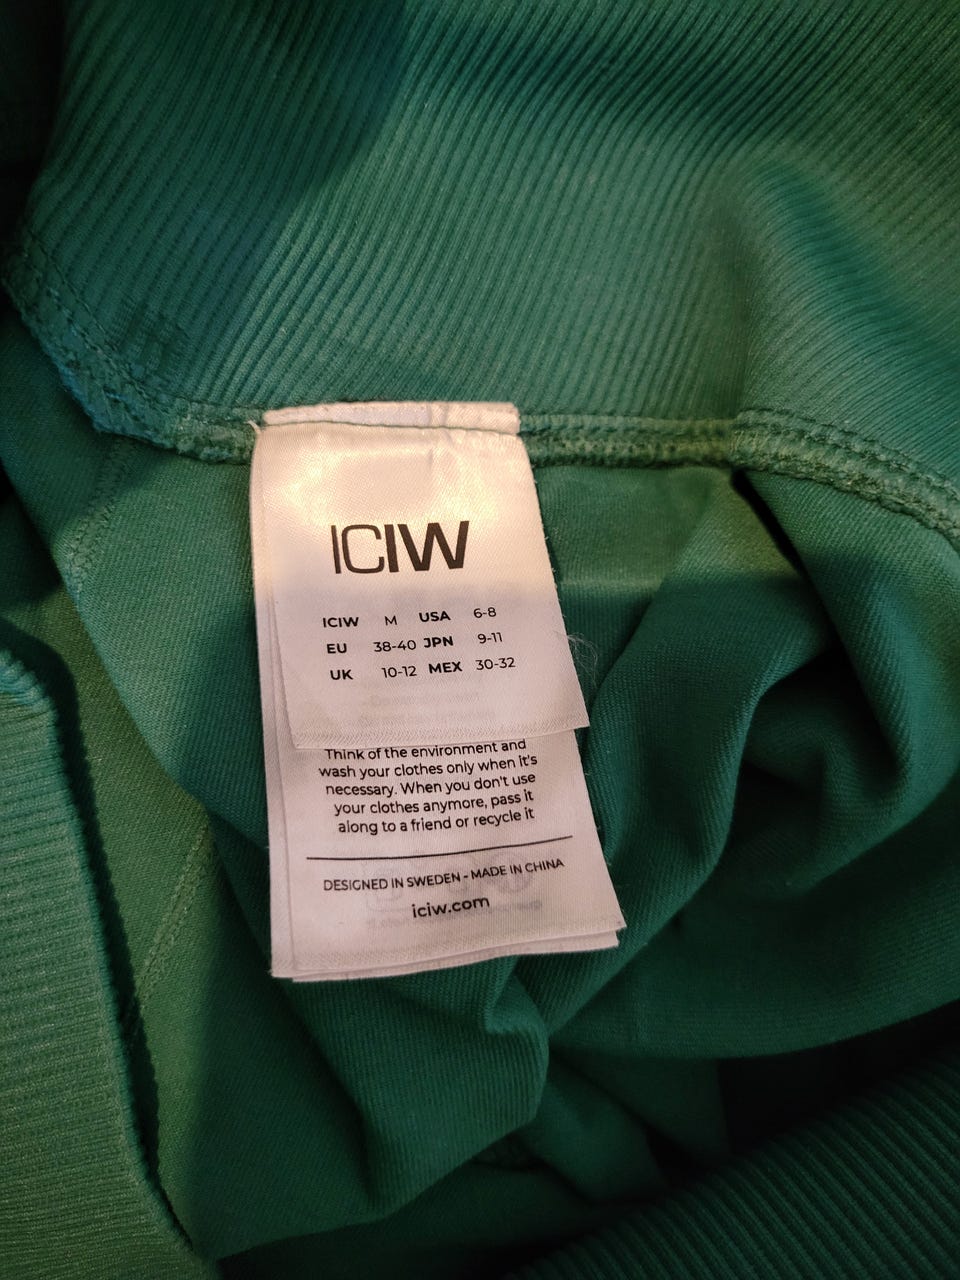 ICIW
ICIW M USA 6-8
EU 38-40 JPN 9-11
UK 10-12 MEX 30-32
Think of the environment and
wash your clothes only when it's
necessary. When you don't use
your clothes anymore, pass it
along to a friend or recycle it
DESIGNED IN SWEDEN - MADE IN CHINA
iciw.com